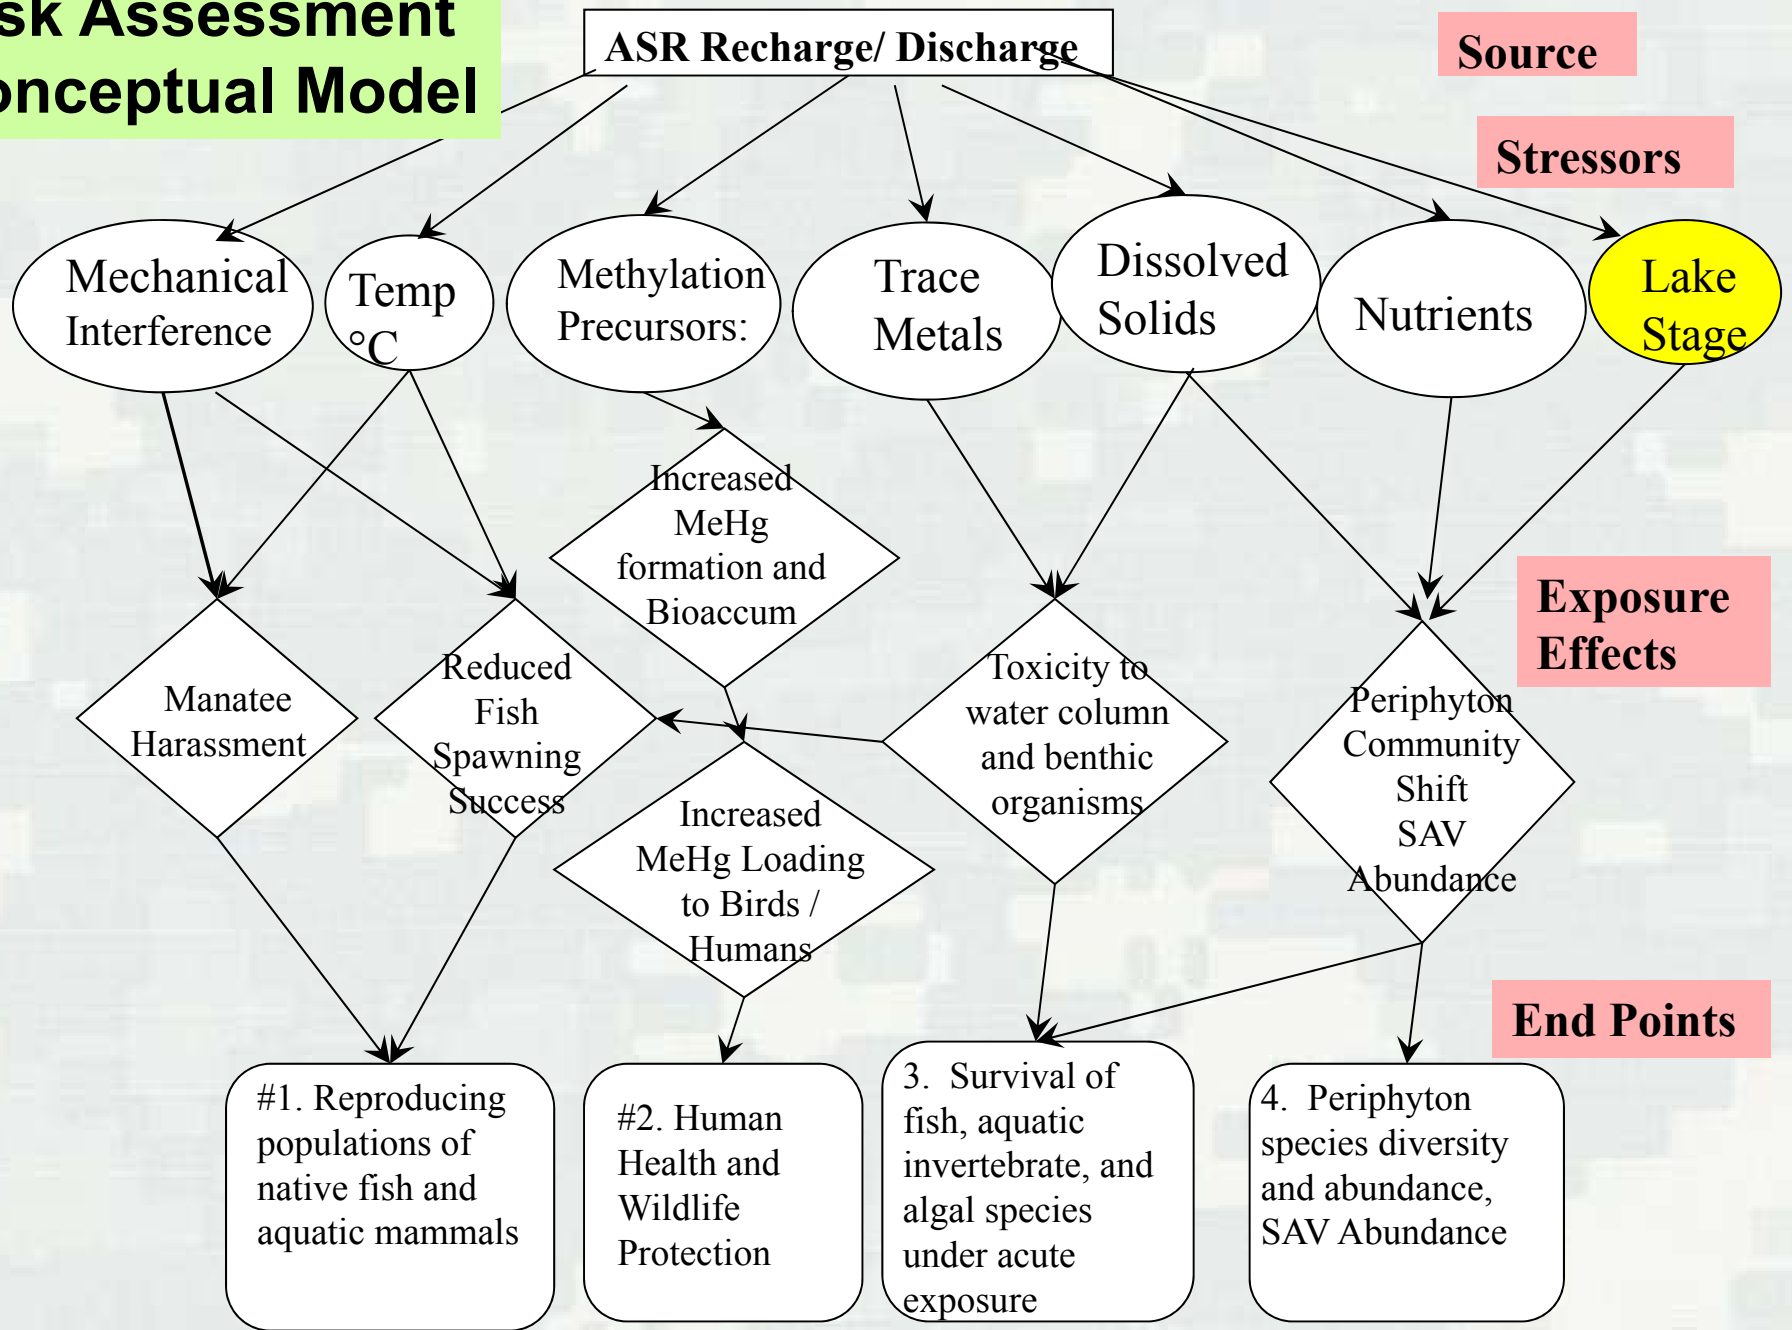 sk Assessment
onceptual Model
ASR Recharge/ Discharge
Source
Stressors
Mechanical
Interference
Temp
°C
Methylation
Precursors:
Trace
Metals
Dissolved
Solids
Nutrients
Lake
Stage
Increased
MeHg
formation and
Bioaccum
Exposure
Effects
Manatee
Harassment
Reduced
Fish
Spawning
Success
Increased
MeHg Loading
to Birds /
Humans
Toxicity to
water column
and benthic
organisms
Periphyton
Community
Shift
SAV
Abundance
End Points
#1. Reproducing
populations of
native fish and
aquatic mammals
#2. Human
Health and
Wildlife
Protection
3. Survival of
fish, aquatic
invertebrate, and
algal species
under acute
exposure
4. Periphyton
species diversity
and abundance,
SAV Abundance